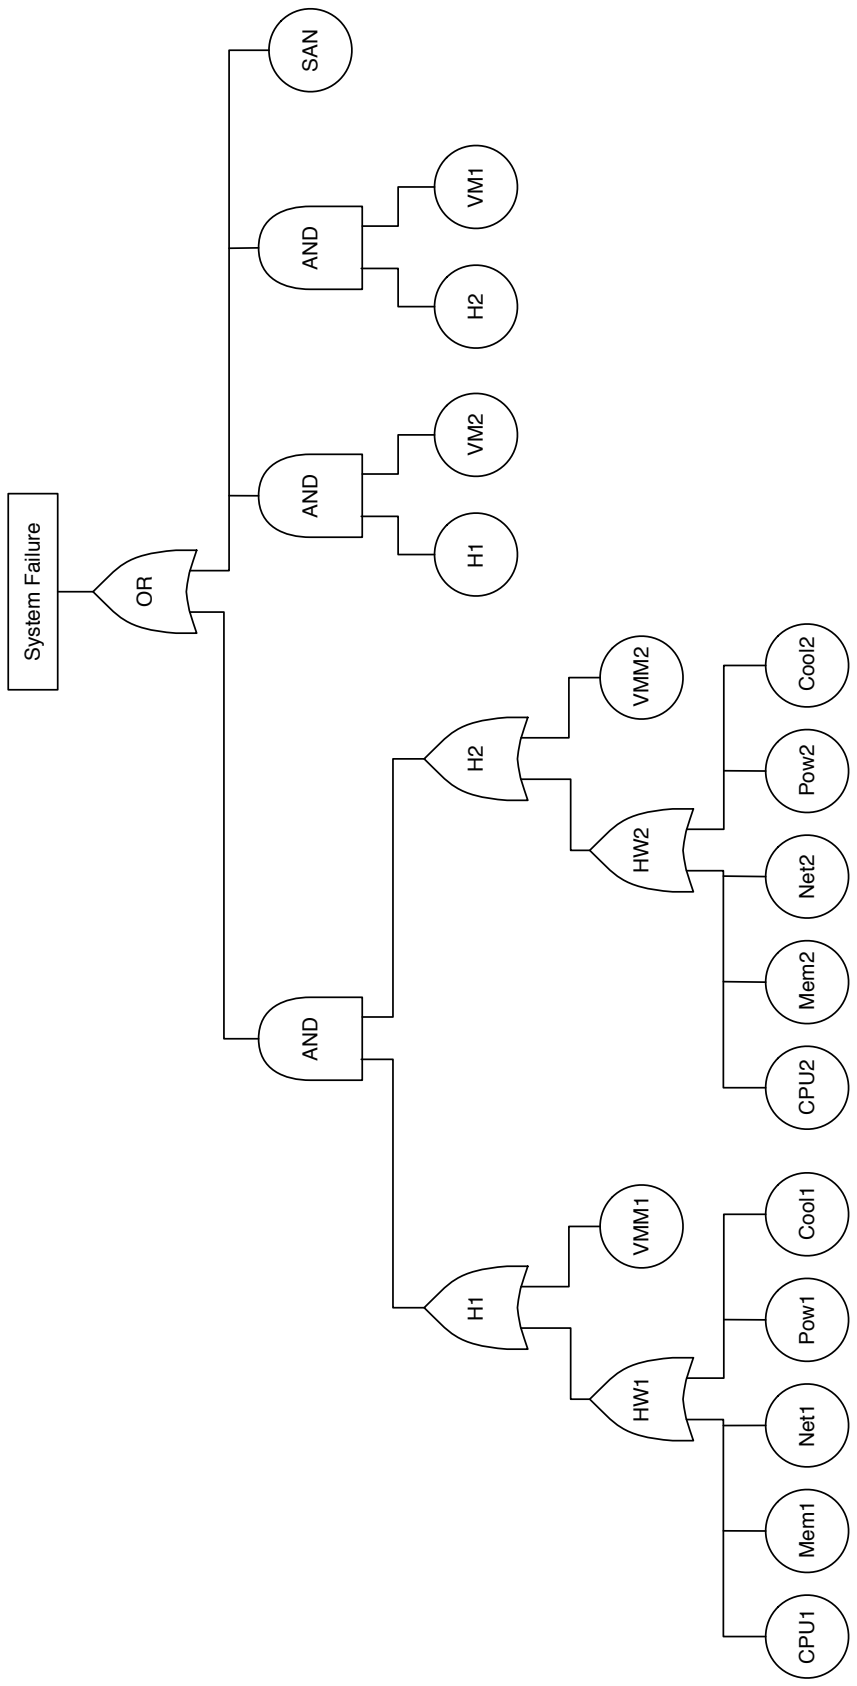 System Failure
OR
AND
AND
AND
SAN
H1
H2
H1
VM2
H2
VM1
HW1
VMM1
HW2
VMM2
CPU1
Mem1
Net1
Pow1
Cool1
CPU2
Mem2
Net2
Pow2
Cool2